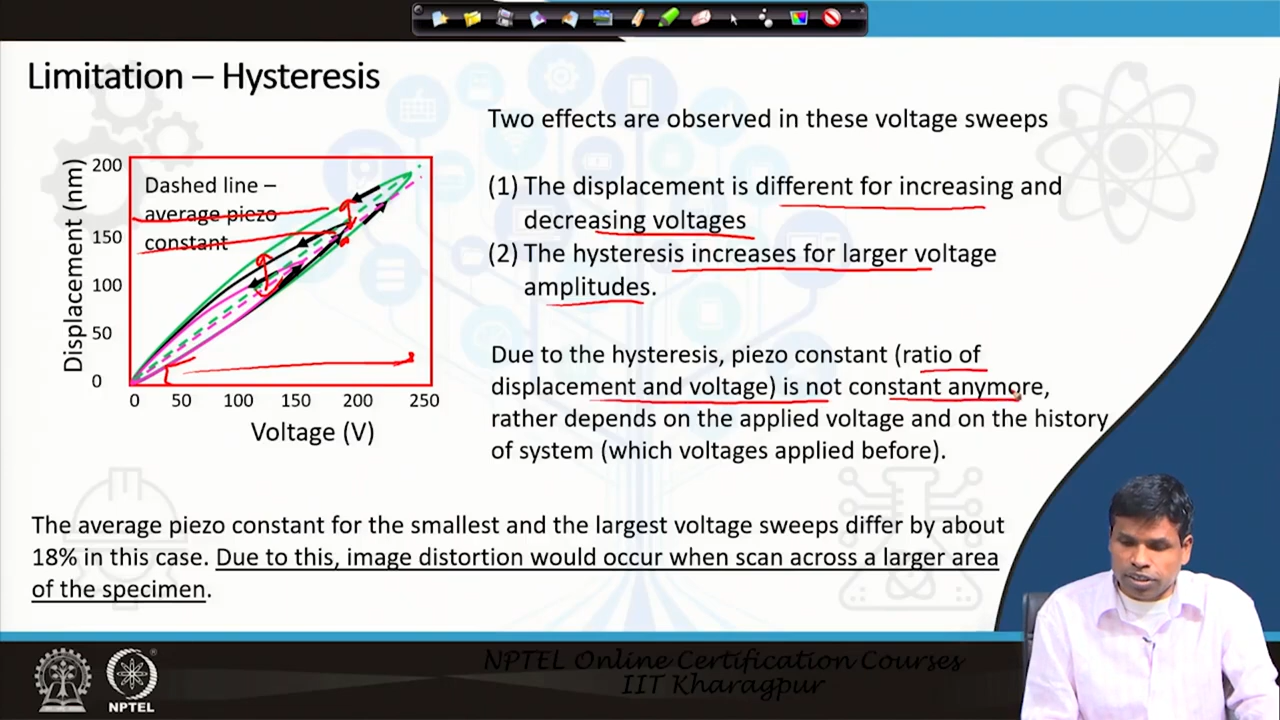 Limitation – Hysteresis
Displacement (nm)
200
150
100
50
0
Dashed line –
average piezo
constant
0 50 100 150 200 250
Voltage (V)
Two effects are observed in these voltage sweeps
(1) The displacement is different for increasing and
decreasing voltages
(2) The hysteresis increases for larger voltage
amplitudes.
Due to the hysteresis, piezo constant (ratio of
displacement and voltage) is not constant anymore,
rather depends on the applied voltage and on the history
of system (which voltages applied before).
The average piezo constant for the smallest and the largest voltage sweeps differ by about
18% in this case. Due to this, image distortion would occur when scan across a larger area
of the specimen.
NPTEL
NPTEL Online Certification Courses
IIT Kharagpur